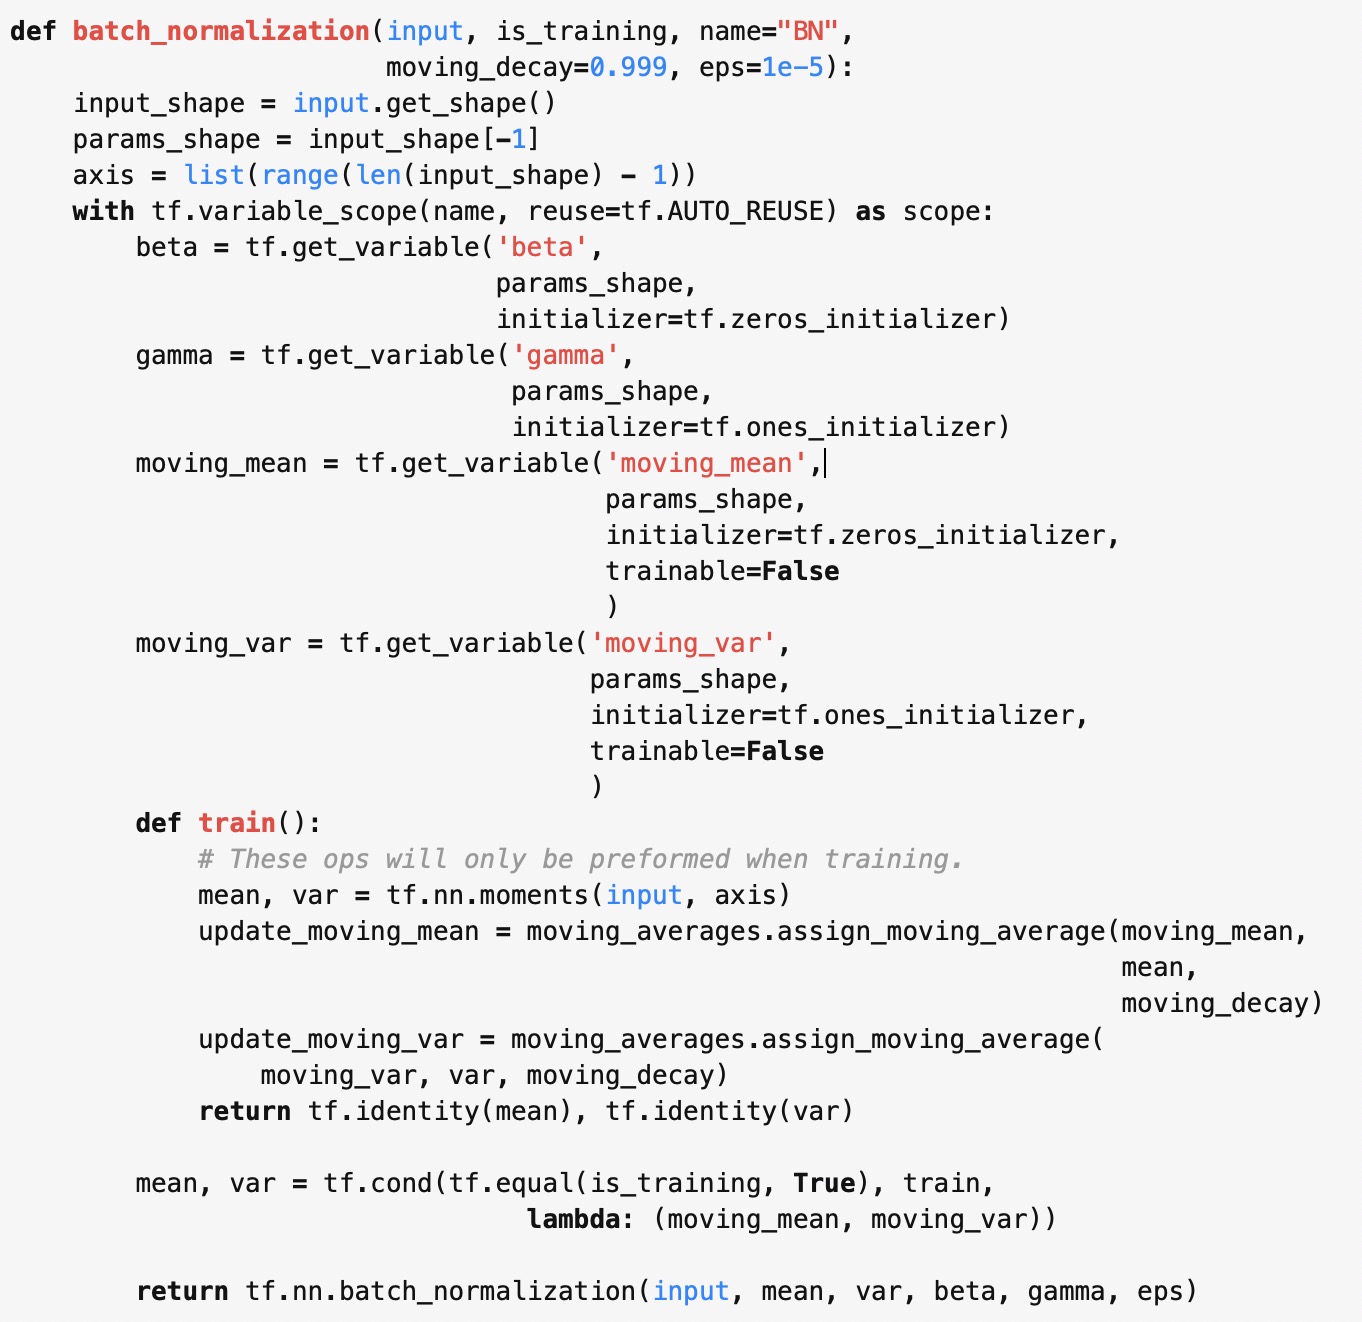 def batch_normalization(input, is_training, name="BN",
                        moving_decay=0.999, eps=1e-5):
    input_shape = input.get_shape()
    params_shape = input_shape[-1]
    axis = list(range(len(input_shape) - 1))
    with tf.variable_scope(name, reuse=tf.AUTO_REUSE) as scope:
        beta = tf.get_variable('beta',
                               params_shape,
                               initializer=tf.zeros_initializer)
        gamma = tf.get_variable('gamma',
                                params_shape,
                                initializer=tf.ones_initializer)
        moving_mean = tf.get_variable('moving_mean',
                                      params_shape,
                                      initializer=tf.zeros_initializer,
                                      trainable=False
                                      )
        moving_var = tf.get_variable('moving_var',
                                     params_shape,
                                     initializer=tf.ones_initializer,
                                     trainable=False
                                     )
        def train():
            # These ops will only be preformed when training.
            mean, var = tf.nn.moments(input, axis)
            update_moving_mean = moving_averages.assign_moving_average(moving_mean,
                                                                       mean,
                                                                       moving_decay)
            update_moving_var = moving_averages.assign_moving_average(
                moving_var, var, moving_decay)
            return tf.identity(mean), tf.identity(var)

        mean, var = tf.cond(tf.equal(is_training, True), train,
                                 lambda: (moving_mean, moving_var))

        return tf.nn.batch_normalization(input, mean, var, beta, gamma, eps)